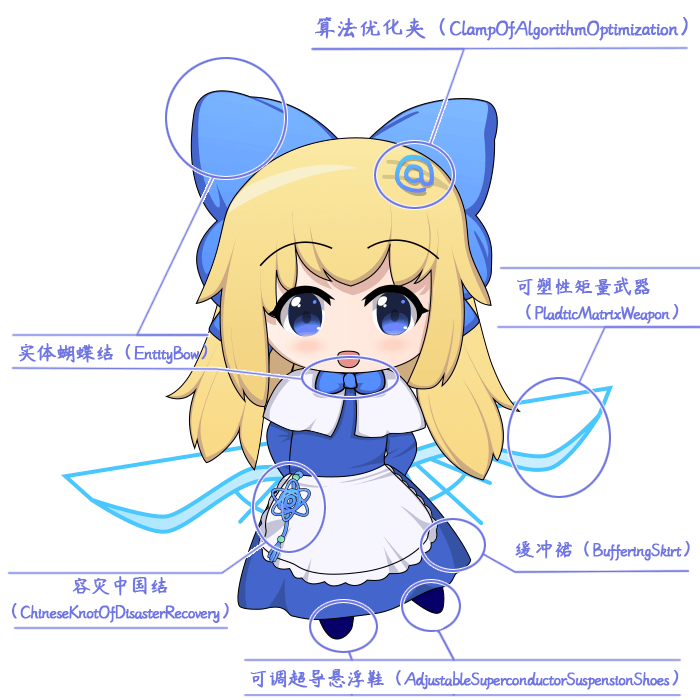 算法优化夹（ClampOfAlgorithmOptimization）
@
可塑性矩量武器
（PladticMatrixWeapon）
实体蝴蝶结（EntityBow）
缓冲裙（BufferingSkirt）
容灾中国结
（ChineseKnotOfDisasterRecovery）
可调超导悬浮鞋（AdjustableSuperconductorSuspensionShoes）